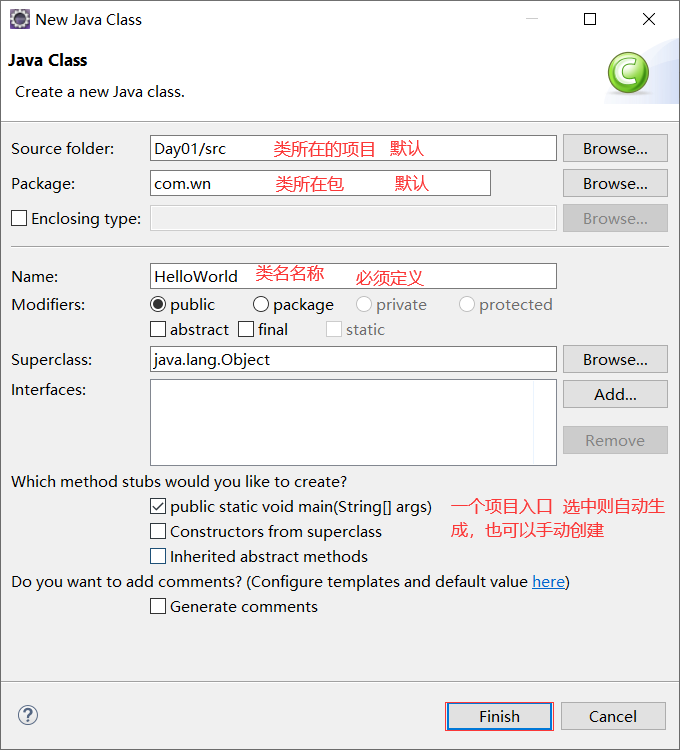 New Java Class
Java Class
Create a new Java class.
Source folder: Day01/src 类所在的项目 默认 Browse...
Package: com.wn 类所在包 默认 Browse...
Enclosing type: Browse...
Name: HelloWorld 类名名称 必须定义
Modifiers: public package private protected
abstract final static
Superclass: java.lang.Object Browse...
Interfaces: Add...
Remove
Which method stubs would you like to create?
public static void main(String[] args) 一个项目入口 选中则自动生
成，也可以手动创建
Constructors from superclass
Inherited abstract methods
Do you want to add comments? (Configure templates and default value here)
Generate comments
? Finish Cancel